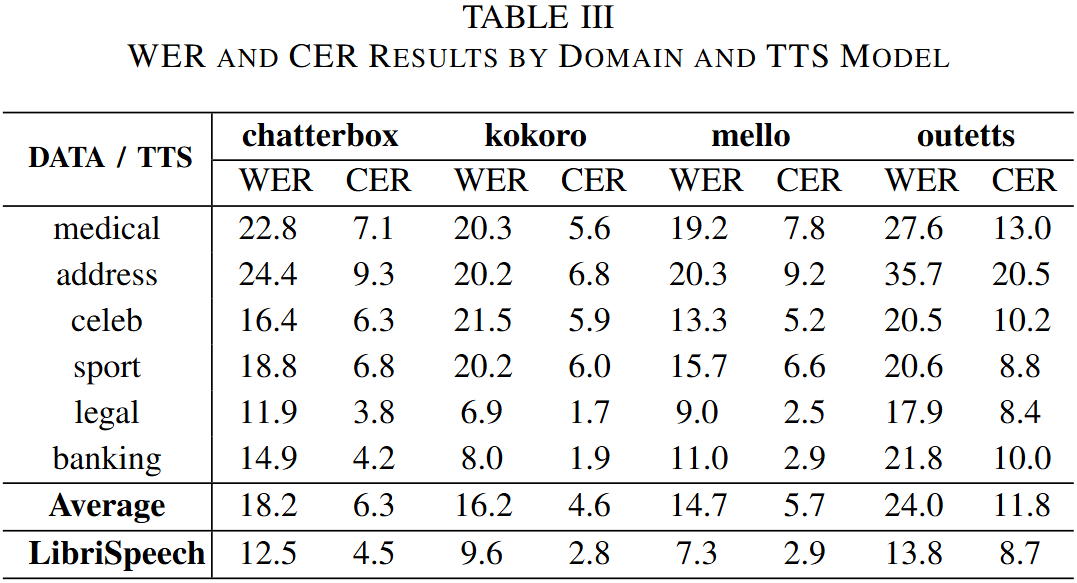 TABLE III
WER AND CER RESULTS BY DOMAIN AND TTS MODEL
DATA / TTS chatterbox kokoro mello outetts
WER CER WER CER WER CER WER CER
medical 22.8 7.1 20.3 5.6 19.2 7.8 27.6 13.0
address 24.4 9.3 20.2 6.8 20.3 9.2 35.7 20.5
celeb 16.4 6.3 21.5 5.9 13.3 5.2 20.5 10.2
sport 18.8 6.8 20.2 6.0 15.7 6.6 20.6 8.8
legal 11.9 3.8 6.9 1.7 9.0 2.5 17.9 8.4
banking 14.9 4.2 8.0 1.9 11.0 2.9 21.8 10.0
Average 18.2 6.3 16.2 4.6 14.7 5.7 24.0 11.8
LibriSpeech 12.5 4.5 9.6 2.8 7.3 2.9 13.8 8.7